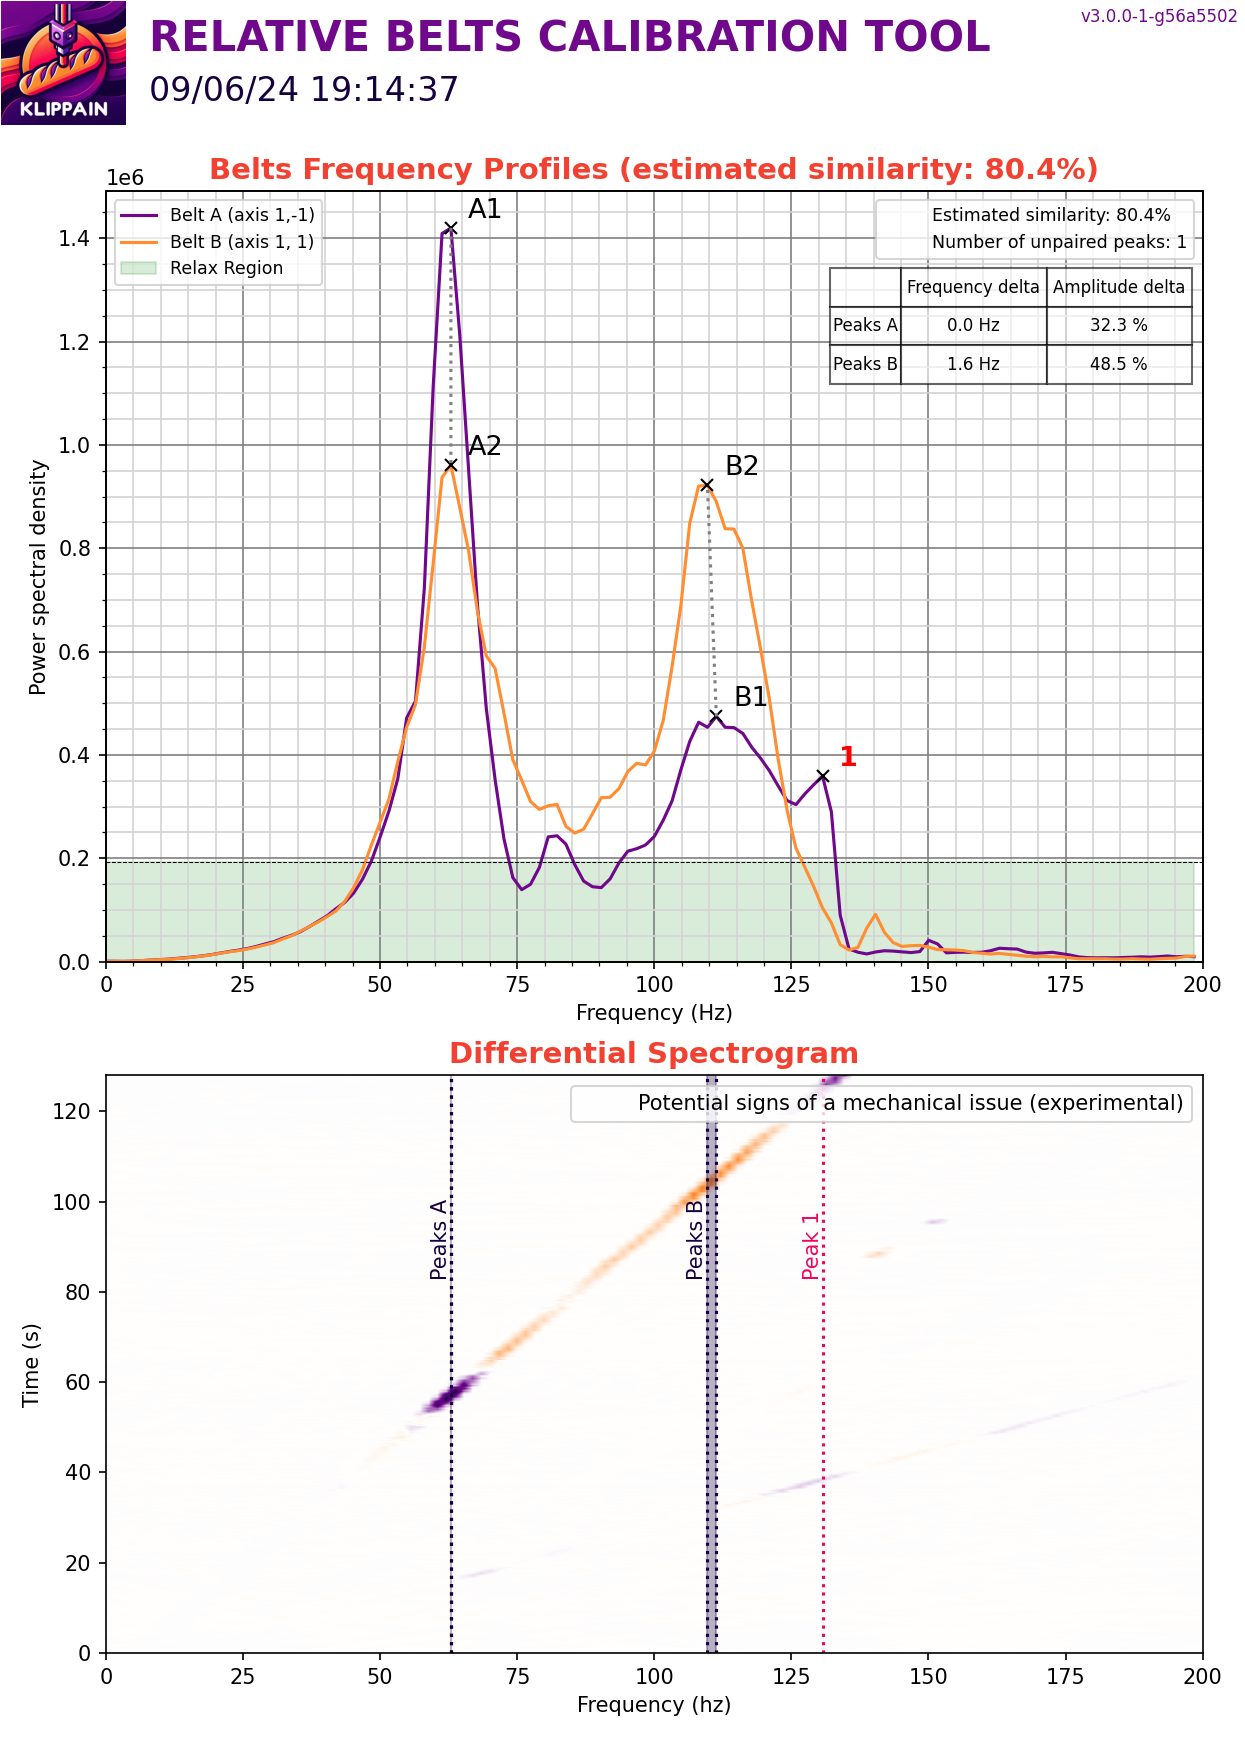 RELATIVE BELTS CALIBRATION TOOL
v3.0.0-1-g56a5502
09/06/24 19:14:37
KLIPPAIN
Belts Frequency Profiles (estimated similarity: 80.4%)
1e6
Belt A (axis 1,-1)
Belt B (axis 1, 1)
Relax Region
Estimated similarity: 80.4%
Number of unpaired peaks: 1
Frequency delta Amplitude delta
Peaks A 0.0 Hz 32.3 %
Peaks B 1.6 Hz 48.5 %
A1
A2
B2
B1
1
Power spectral density
1.4
1.2
1.0
0.8
0.6
0.4
0.2
0.0
0 25 50 75 100 125 150 175 200
Frequency (Hz)
Differential Spectrogram
Potential signs of a mechanical issue (experimental)
Peaks A
Peaks B
Peak 1
Time (s)
120
100
80
60
40
20
0
0 25 50 75 100 125 150 175 200
Frequency (hz)